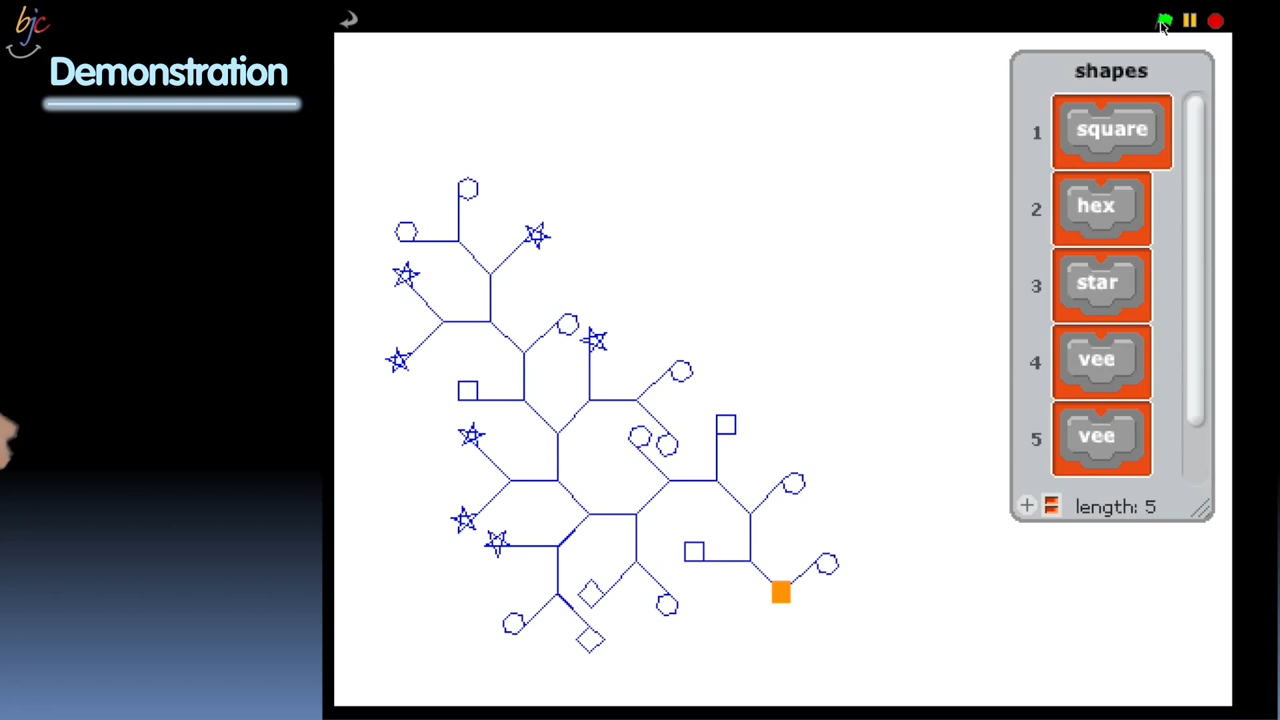 bjc
Demonstration
shapes
1 square
2 hex
3 star
4 vee
5 vee
+ length: 5